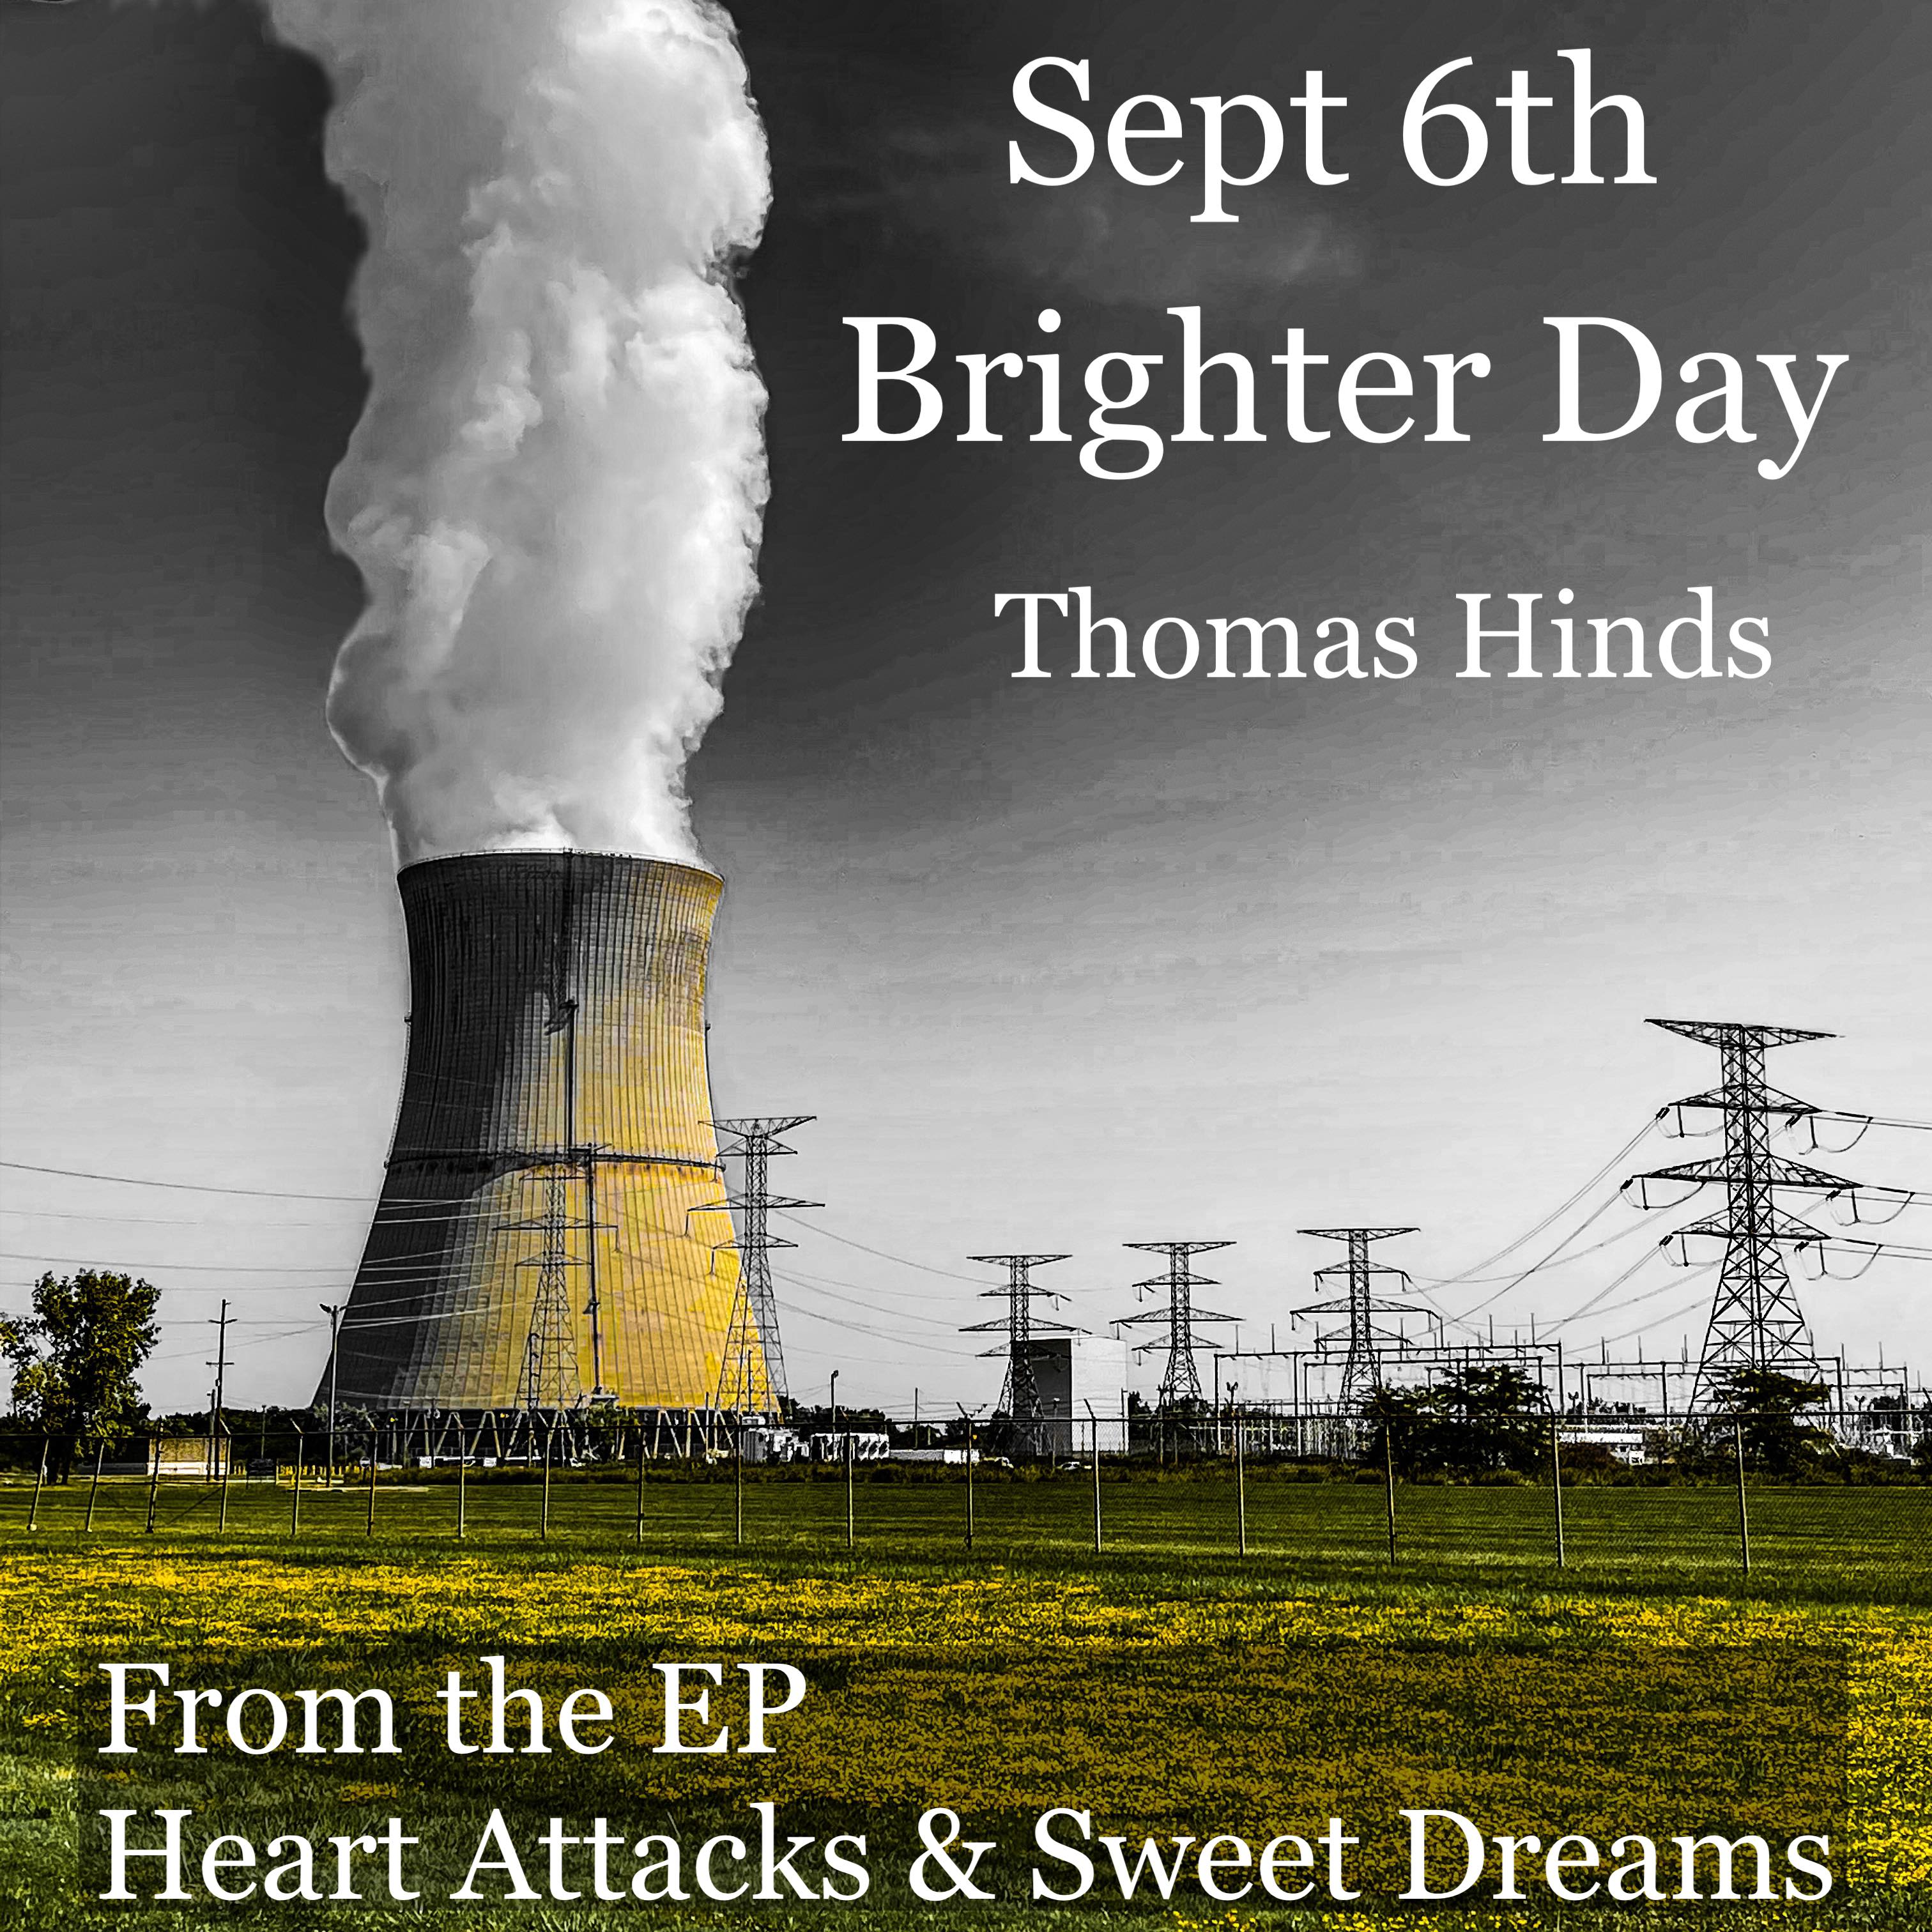 Sept 6th
Brighter Day
Thomas Hinds
From the EP
Heart Attacks & Sweet Dreams